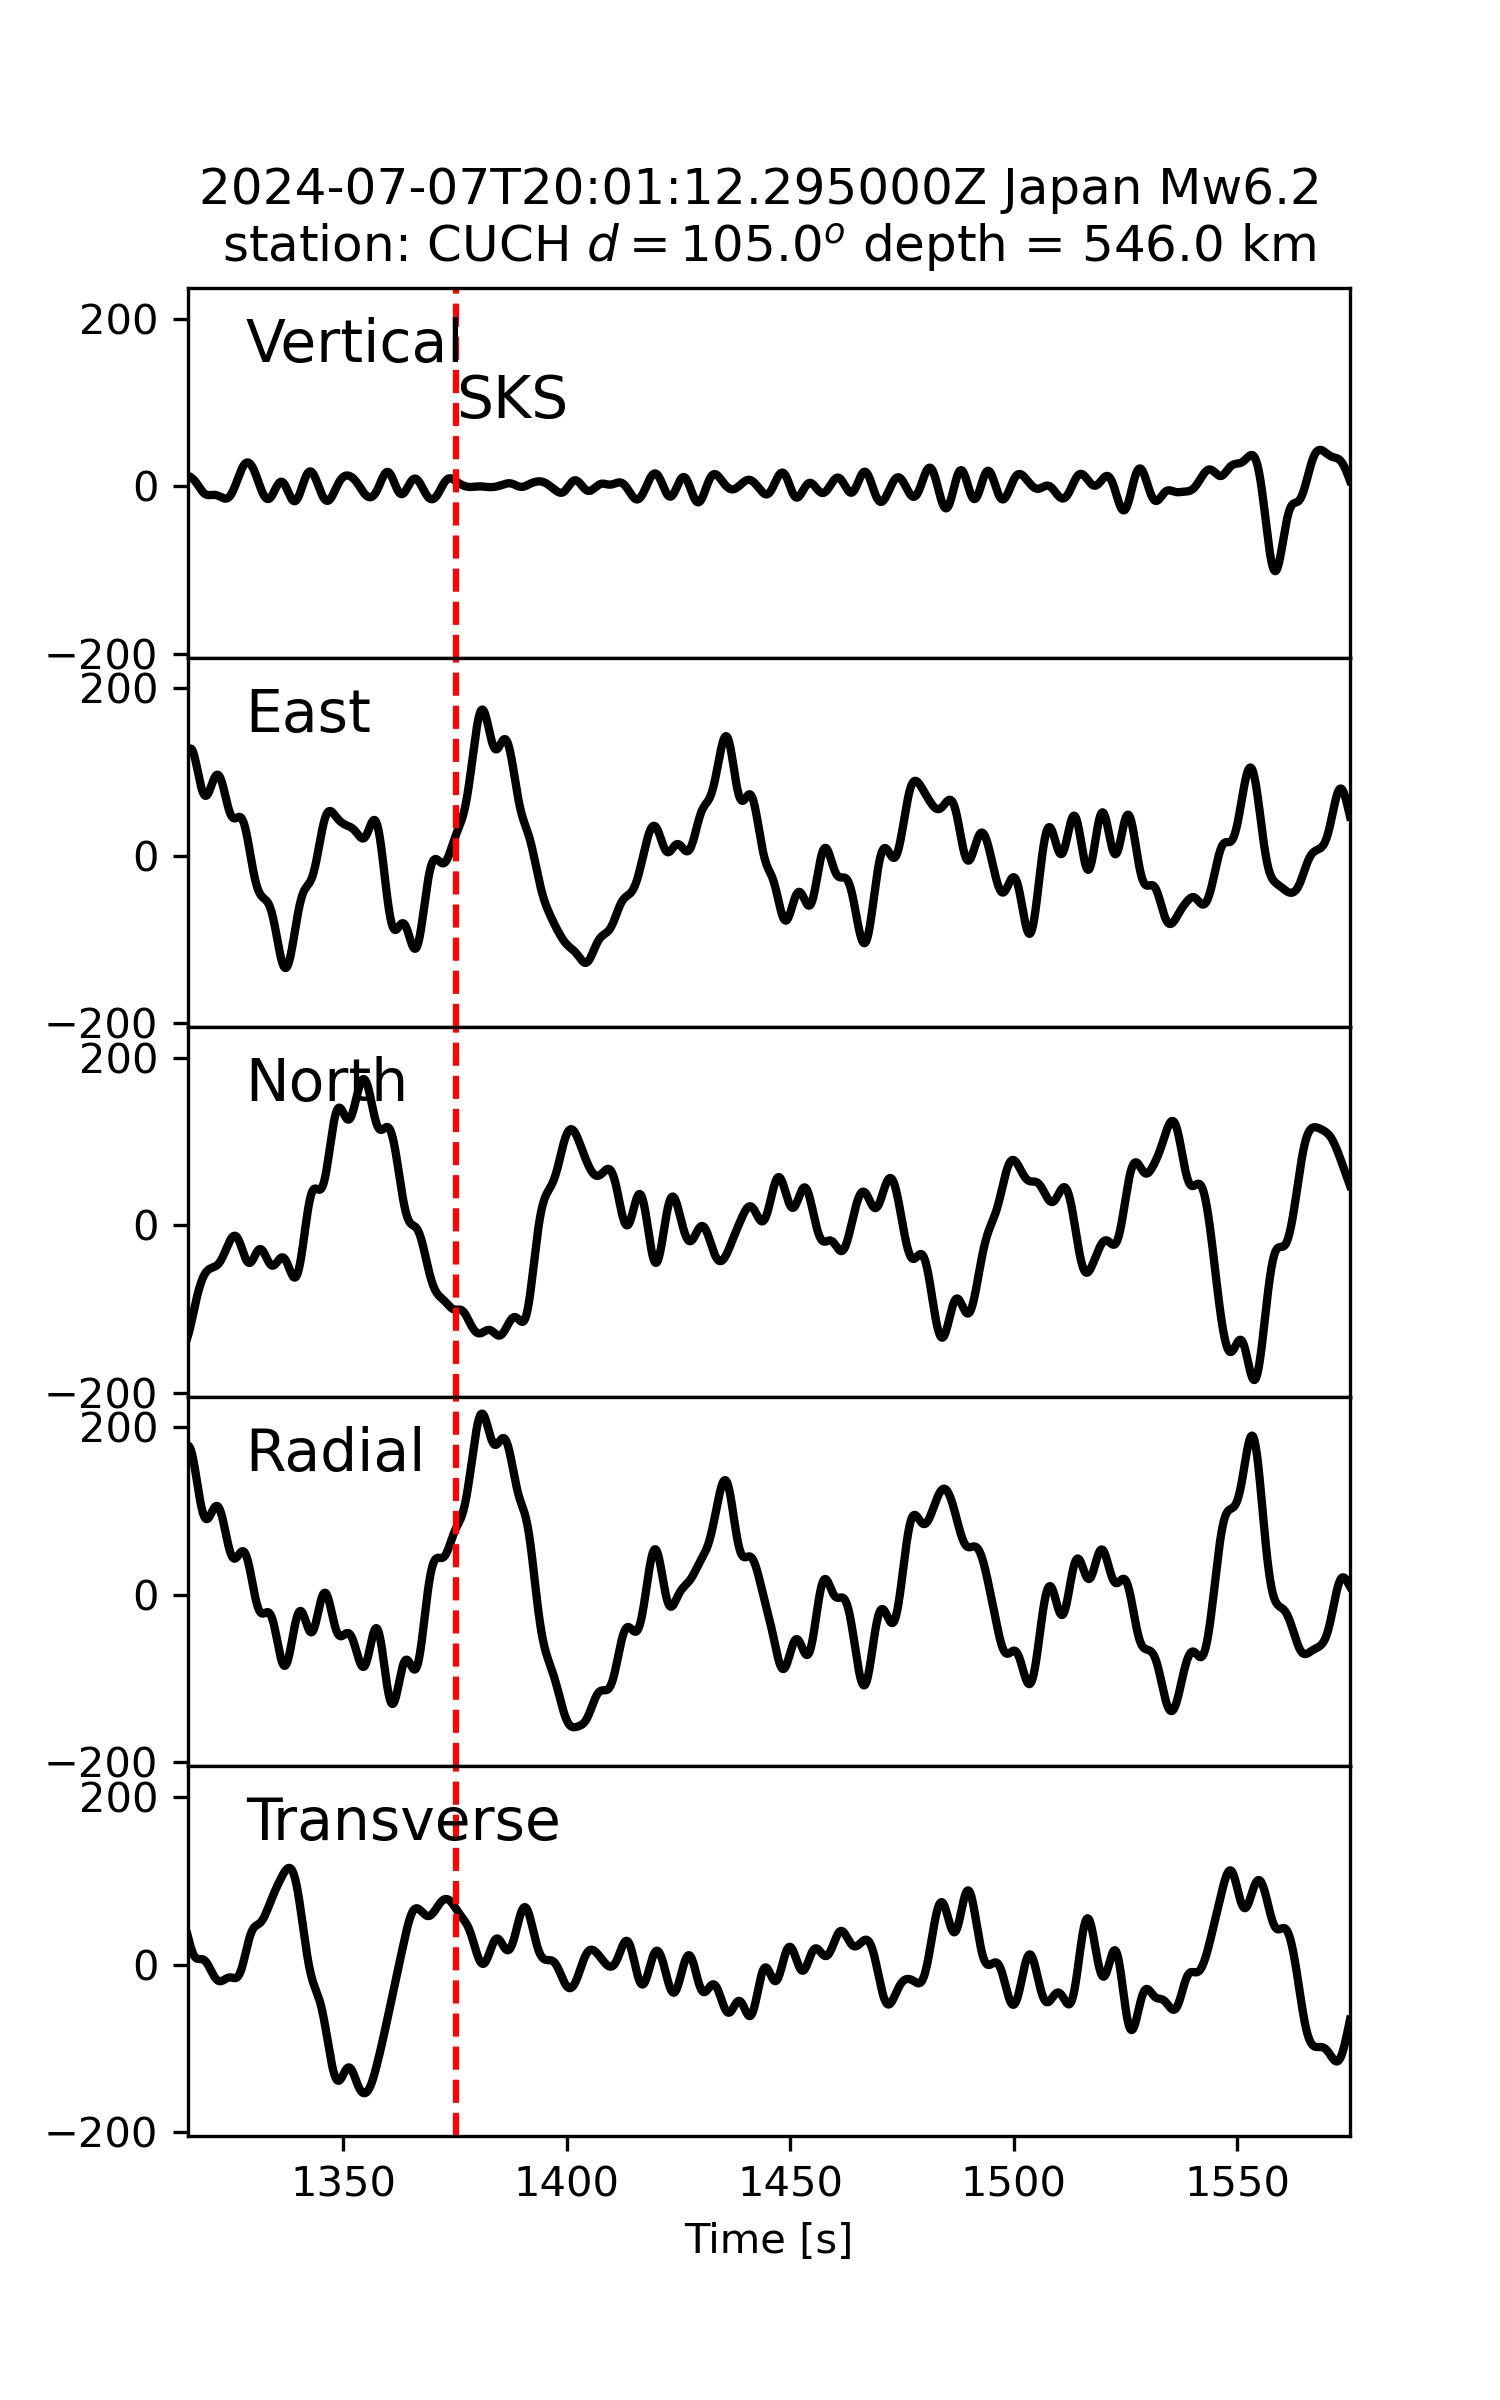 2024-07-07T20:01:12.295000Z Japan Mw6.2
station: CUCH d = 105.0° depth = 546.0 km
200
Vertical
SKS
0
−200
200
East
0
−200
200
North
0
−200
200
Radial
0
−200
200
Transverse
0
−200
1350 1400 1450 1500 1550
Time [s]